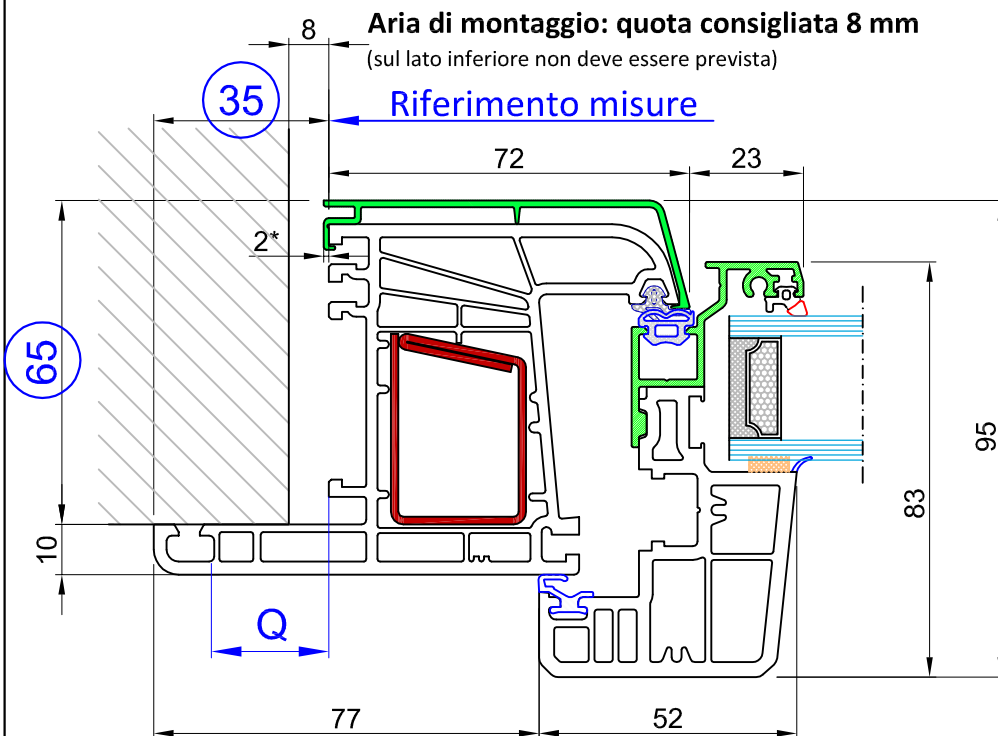 8
Aria di montaggio: quota consigliata 8 mm
(sul lato inferiore non deve essere prevista)
35
Riferimento misure
72
23
2*
65
95
83
10
Q
77
52